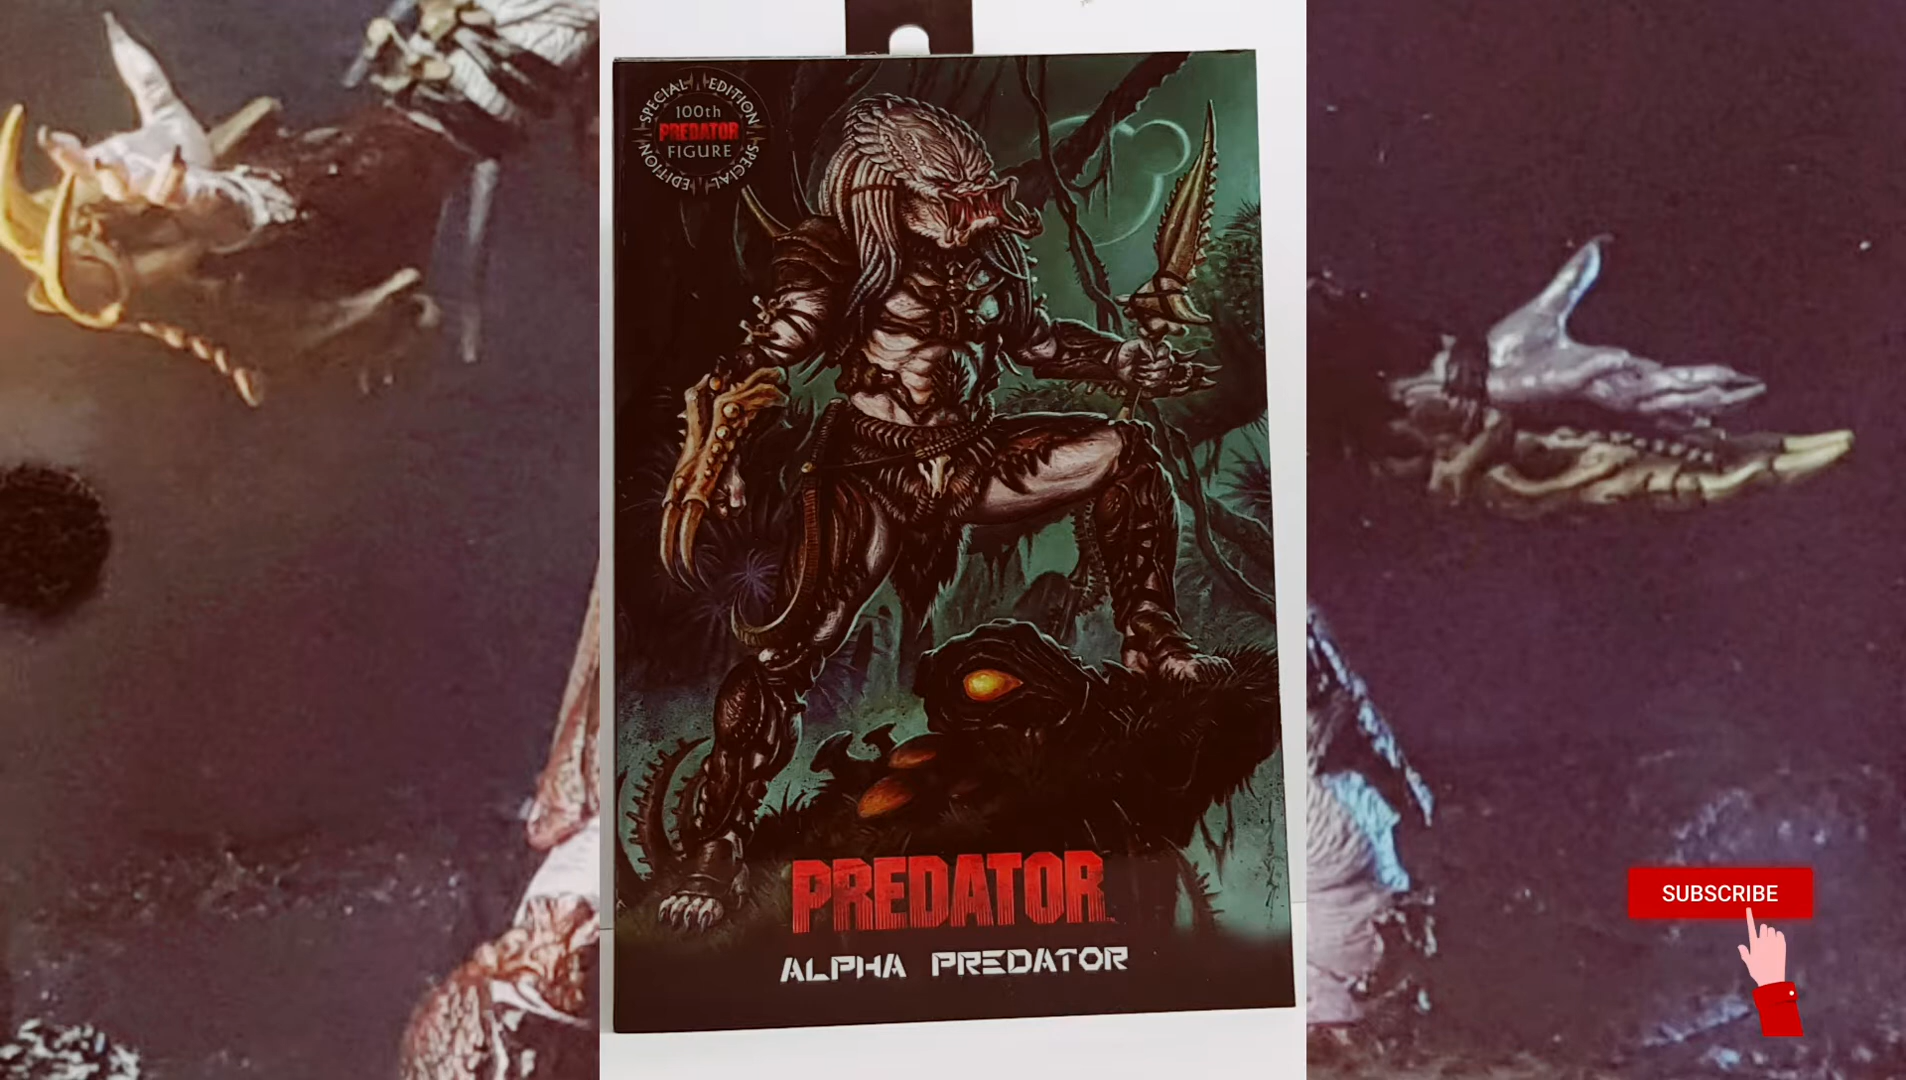 SPECIAL EDITION
100th
PREDATOR
FIGURE
SPECIAL EDITION
PREDATOR
ALPHA PREDATOR
SUBSCRIBE